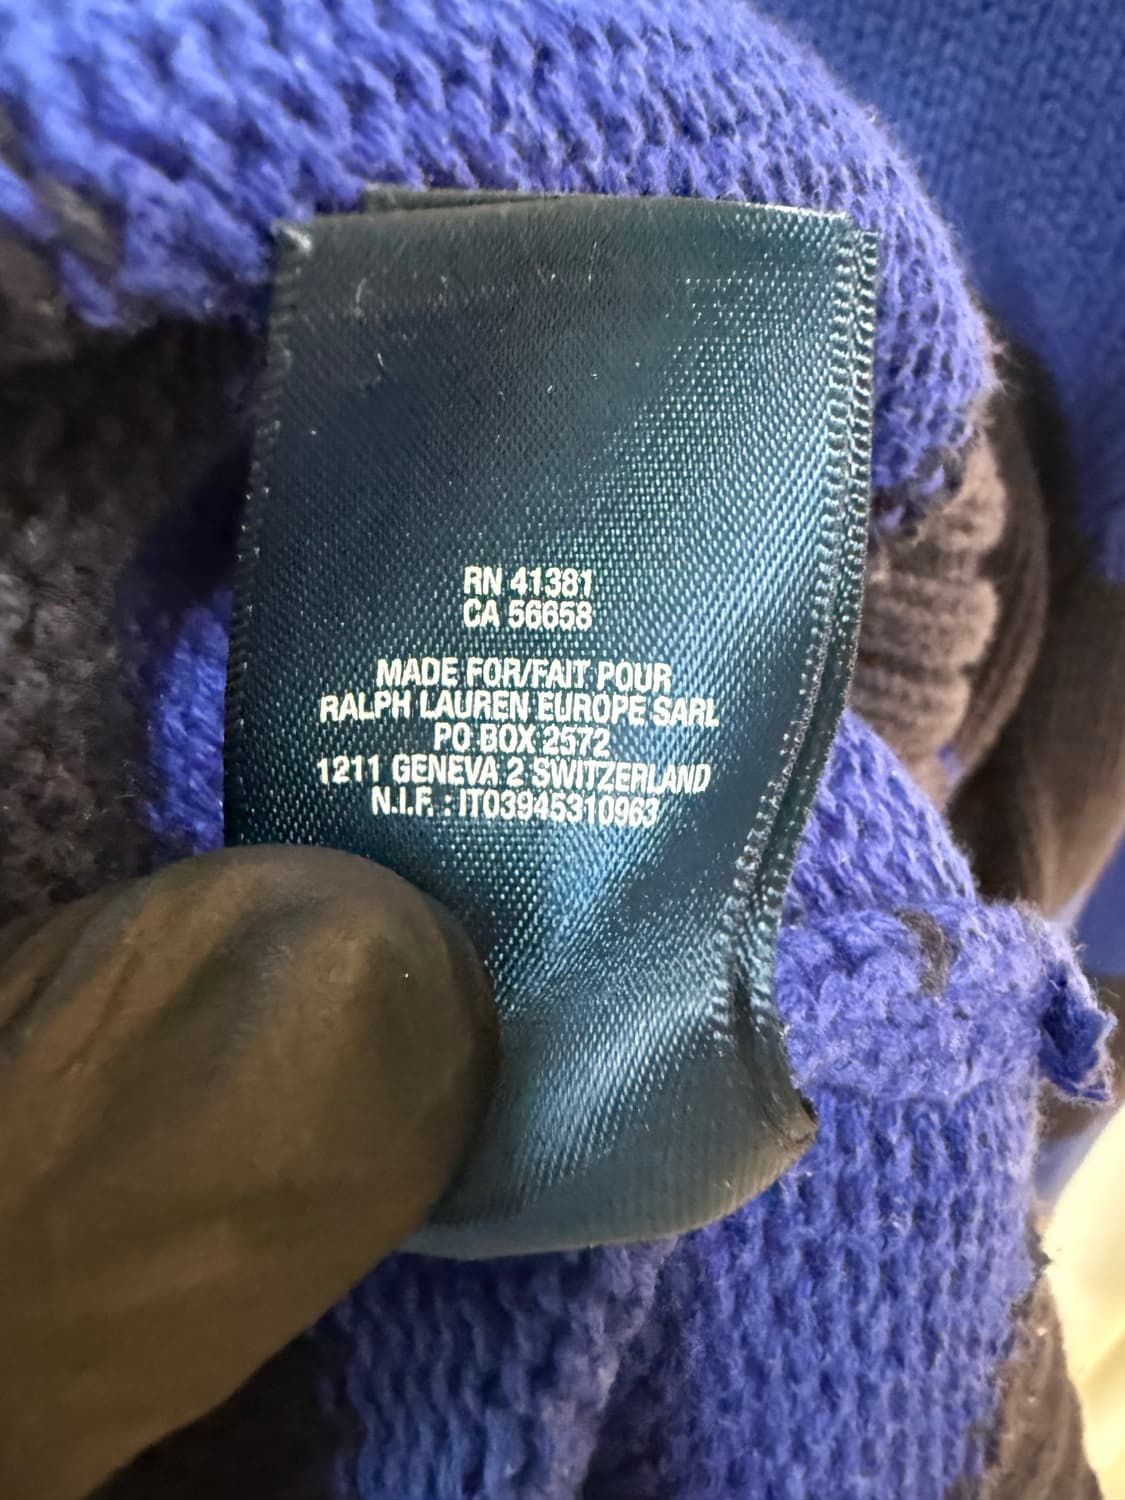 RN 41381
CA 56658
MADE FOR/FAIT POUR
RALPH LAUREN EUROPE SARL
PO BOX 2572
1211 GENEVA 2 SWITZERLAND
N.I.F. : IT03945310963